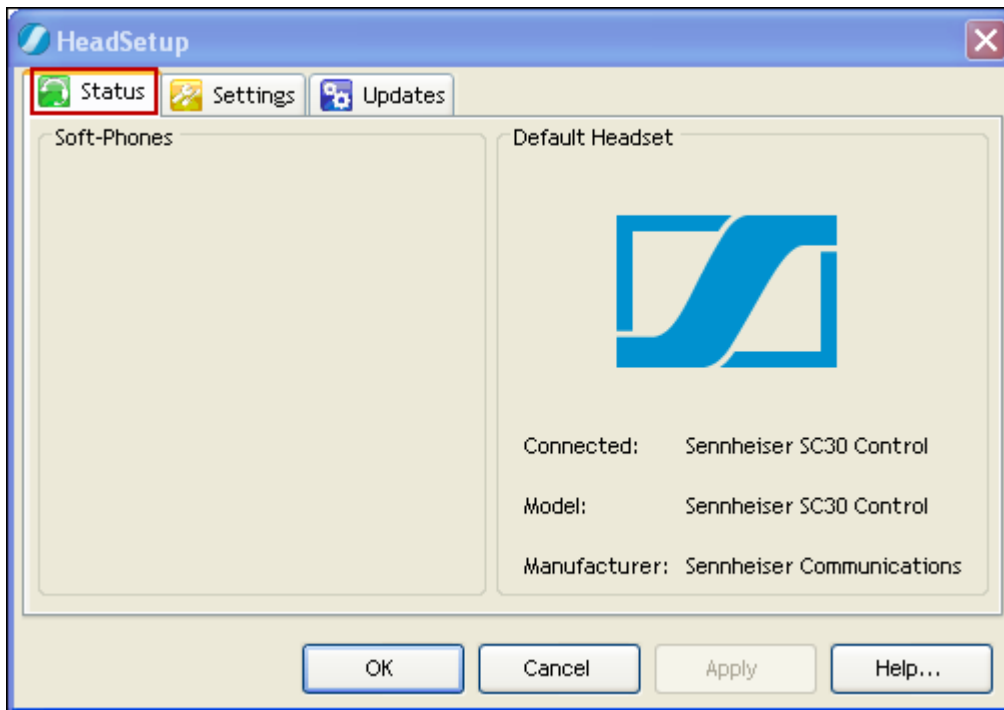 HeadSetup
Status Settings Updates
Soft-Phones
Default Headset
Connected: Sennheiser SC30 Control
Model: Sennheiser SC30 Control
Manufacturer: Sennheiser Communications
OK Cancel Apply Help...